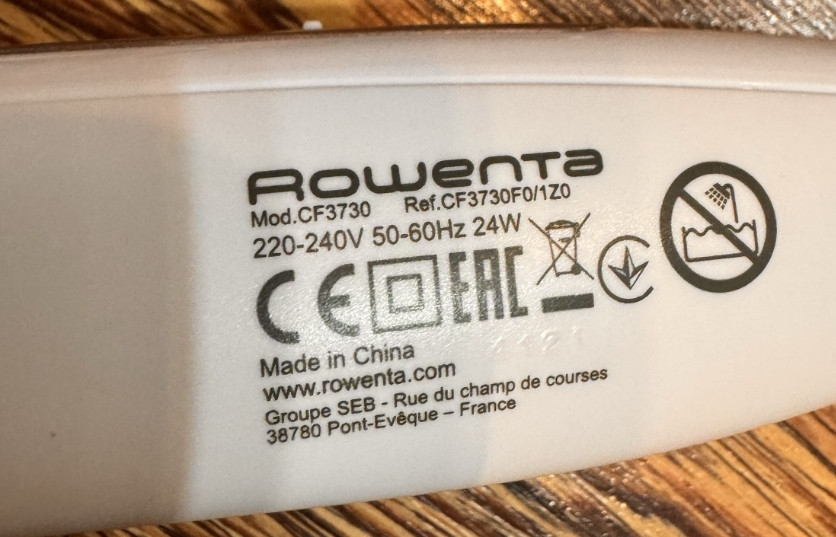 Rowenta
Mod.CF3730 Ref.CF3730F0/1Z0
220-240V 50-60Hz 24W
CE EAC
Made in China
www.rowenta.com
Groupe SEB - Rue du champ de courses
38780 Pont-Evêque – France